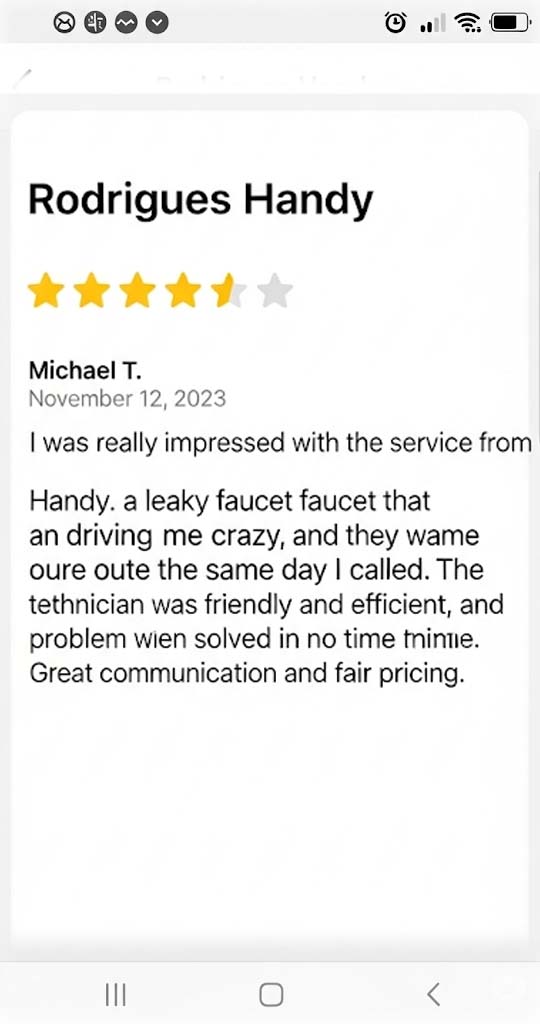 Rodrigues Handy
Michael T.
November 12, 2023
I was really impressed with the service from
Handy. a leaky faucet faucet that
an driving me crazy, and they wame
oure oute the same day I called. The
tethnician was friendly and efficient, and
problem wien solved in no time
Great communication and fair pricing.